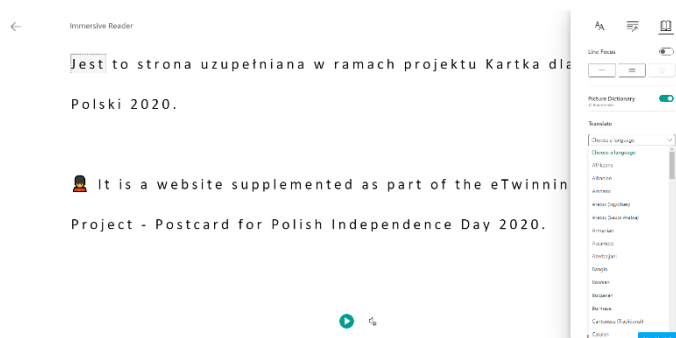 Immersive Reader
Jest to strona uzupełniana w ramach projektu Kartka dla
Polski 2020.
It is a website supplemented as part of the eTwinnin
Project - Postcard for Polish Independence Day 2020.
Line Focus
Picture Dictionary
Translate
Choose a language
Choose a language
Afrikaans
Albanian
Amharic
Arabic (Egyptian)
Arabic (Saudi Arabia)
Armenian
Assamese
Azerbaijani
Bangla
Bosnian
Bulgarian
Burmese
Cantonese (Traditional)
Catalan